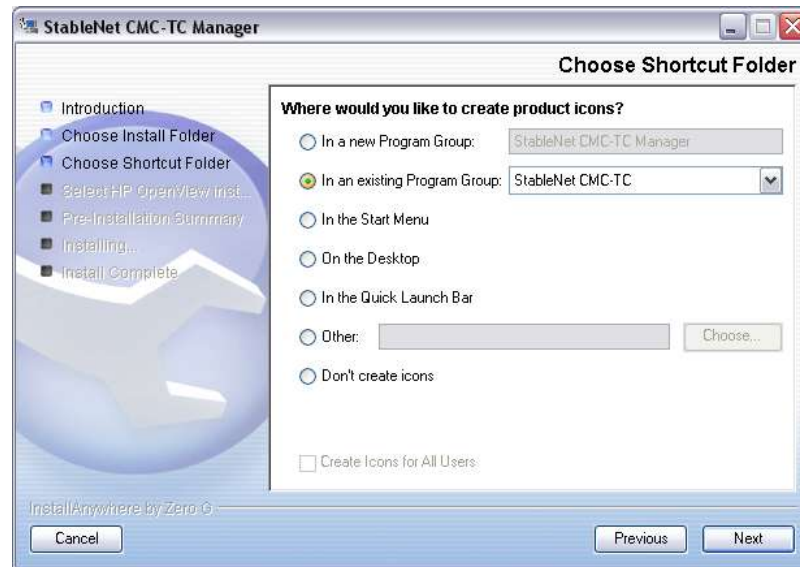 StableNet CMC-TC Manager
Choose Shortcut Folder
Introduction
Choose Install Folder
Choose Shortcut Folder
Select HP OpenView Inst...
Pre-Installation Summary
Installing...
Install Complete
Where would you like to create product icons?
In a new Program Group: StableNet CMC-TC Manager
In an existing Program Group: StableNet CMC-TC
In the Start Menu
On the Desktop
In the Quick Launch Bar
Other: Choose...
Don't create icons
Create Icons for All Users
InstallAnywhere by Zero G
Cancel Previous Next